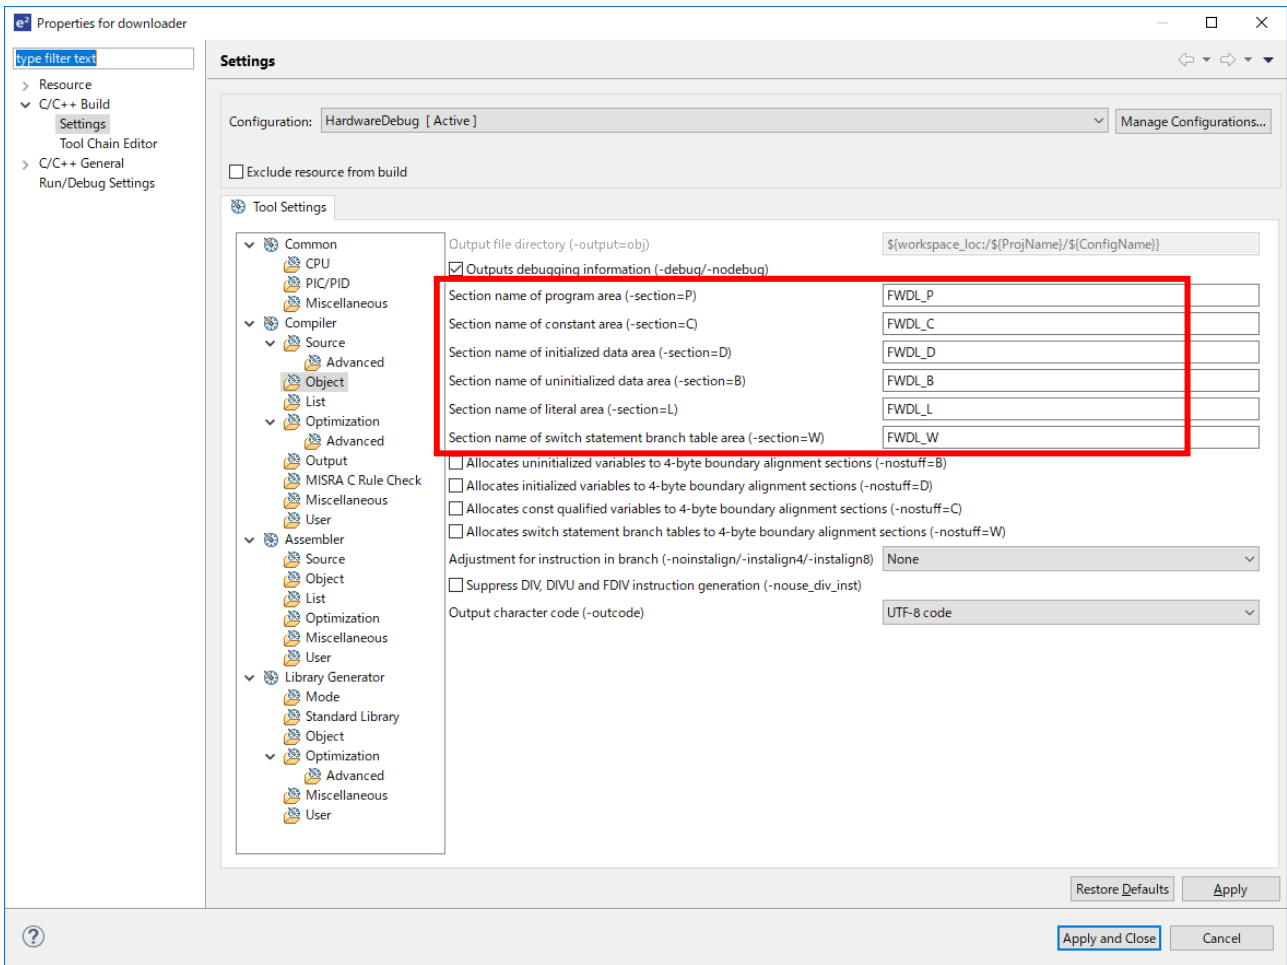 e² Properties for downloader
type filter text
Resource
C/C++ Build
Settings
Tool Chain Editor
C/C++ General
Run/Debug Settings
Settings
Configuration: HardwareDebug [ Active ] Manage Configurations...
Exclude resource from build
Tool Settings
Common
CPU
PIC/PID
Miscellaneous
Compiler
Source
Advanced
Object
List
Optimization
Advanced
Output
MISRA C Rule Check
Miscellaneous
User
Assembler
Source
Object
List
Optimization
Miscellaneous
User
Library Generator
Mode
Standard Library
Object
Optimization
Advanced
Miscellaneous
User
Output file directory (-output=obj) ${workspace_loc:/${ProjName}/${ConfigName}}
Outputs debugging information (-debug/-nodebug)
Section name of program area (-section=P) FWDL_P
Section name of constant area (-section=C) FWDL_C
Section name of initialized data area (-section=D) FWDL_D
Section name of uninitialized data area (-section=B) FWDL_B
Section name of literal area (-section=L) FWDL_L
Section name of switch statement branch table area (-section=W) FWDL_W
Allocates uninitialized variables to 4-byte boundary alignment sections (-nostuff=B)
Allocates initialized variables to 4-byte boundary alignment sections (-nostuff=D)
Allocates const qualified variables to 4-byte boundary alignment sections (-nostuff=C)
Allocates switch statement branch tables to 4-byte boundary alignment sections (-nostuff=W)
Adjustment for instruction in branch (-noinstalign/-instalign4/-instalign8) None
Suppress DIV, DIVU and FDIV instruction generation (-nouse_div_inst)
Output character code (-outcode) UTF-8 code
Restore Defaults Apply
? Apply and Close Cancel